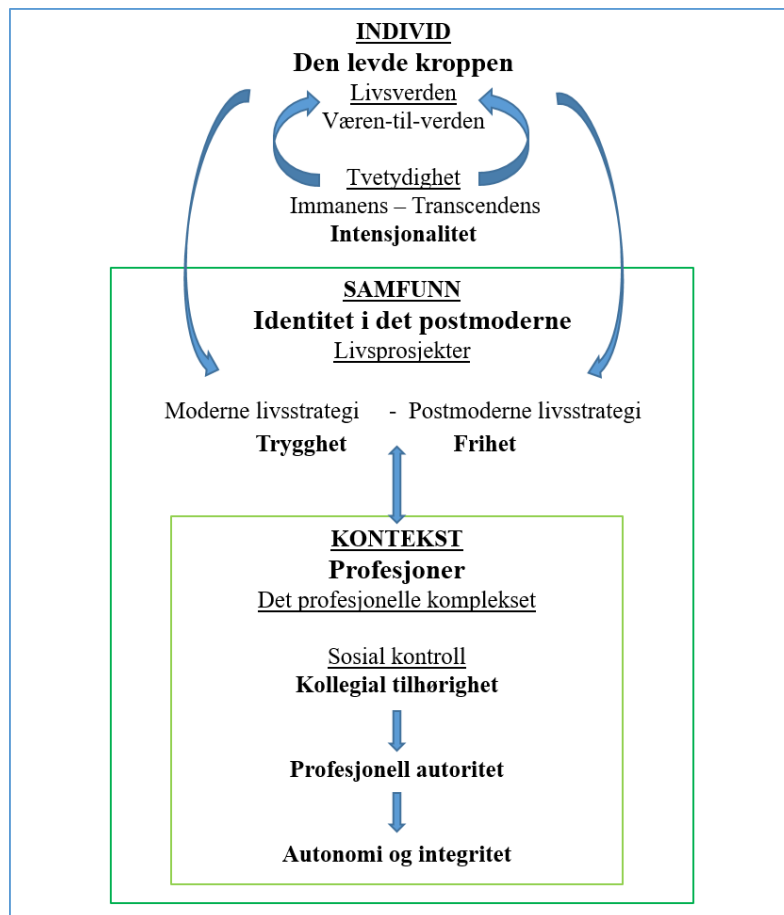 INDIVID
Den levde kroppen
Livsverden
Væren-til-verden
Tvetydighet
Immanens – Transcendens
Intensjonalitet
SAMFUNN
Identitet i det postmoderne
Livsprosjekter
Moderne livsstrategi - Postmoderne livsstrategi
Trygghet Frihet
KONTEKST
Profesjoner
Det profesjonelle komplekset
Sosial kontroll
Kollegial tilhørighet
Profesjonell autoritet
Autonomi og integritet